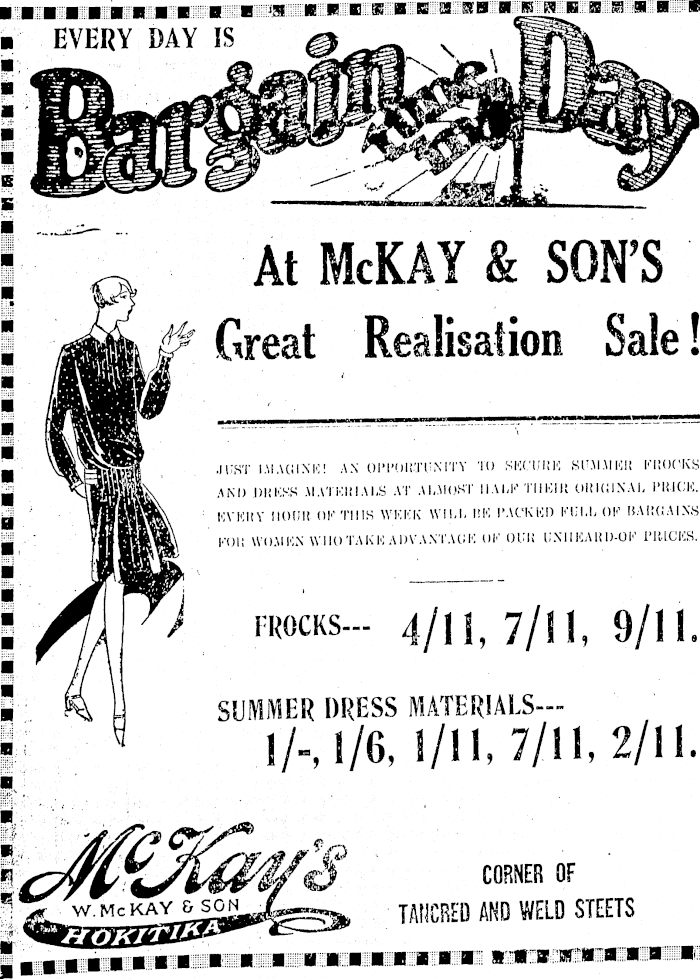 EVERY DAY IS
Bargain Day
At McKAY & SON'S
Great Realisation Sale!
JUST IMAGINE! AN OPPORTUNITY TO SECURE SUMMER FROCKS
AND DRESS MATERIALS AT ALMOST HALF THEIR ORIGINAL PRICE.
EVERY HOUR OF THIS WEEK WILL BE PACKED FULL OF BARGAINS
FOR WOMEN WHO TAKE ADVANTAGE OF OUR UNHEARD-OF PRICES.
FROCKS--- 4/11, 7/11, 9/11.
SUMMER DRESS MATERIALS---
1/-, 1/6, 1/11, 7/11, 2/11.
McKay's
W. McKAY & SON
HOKITIKA
CORNER OF
TANCRED AND WELD STEETS